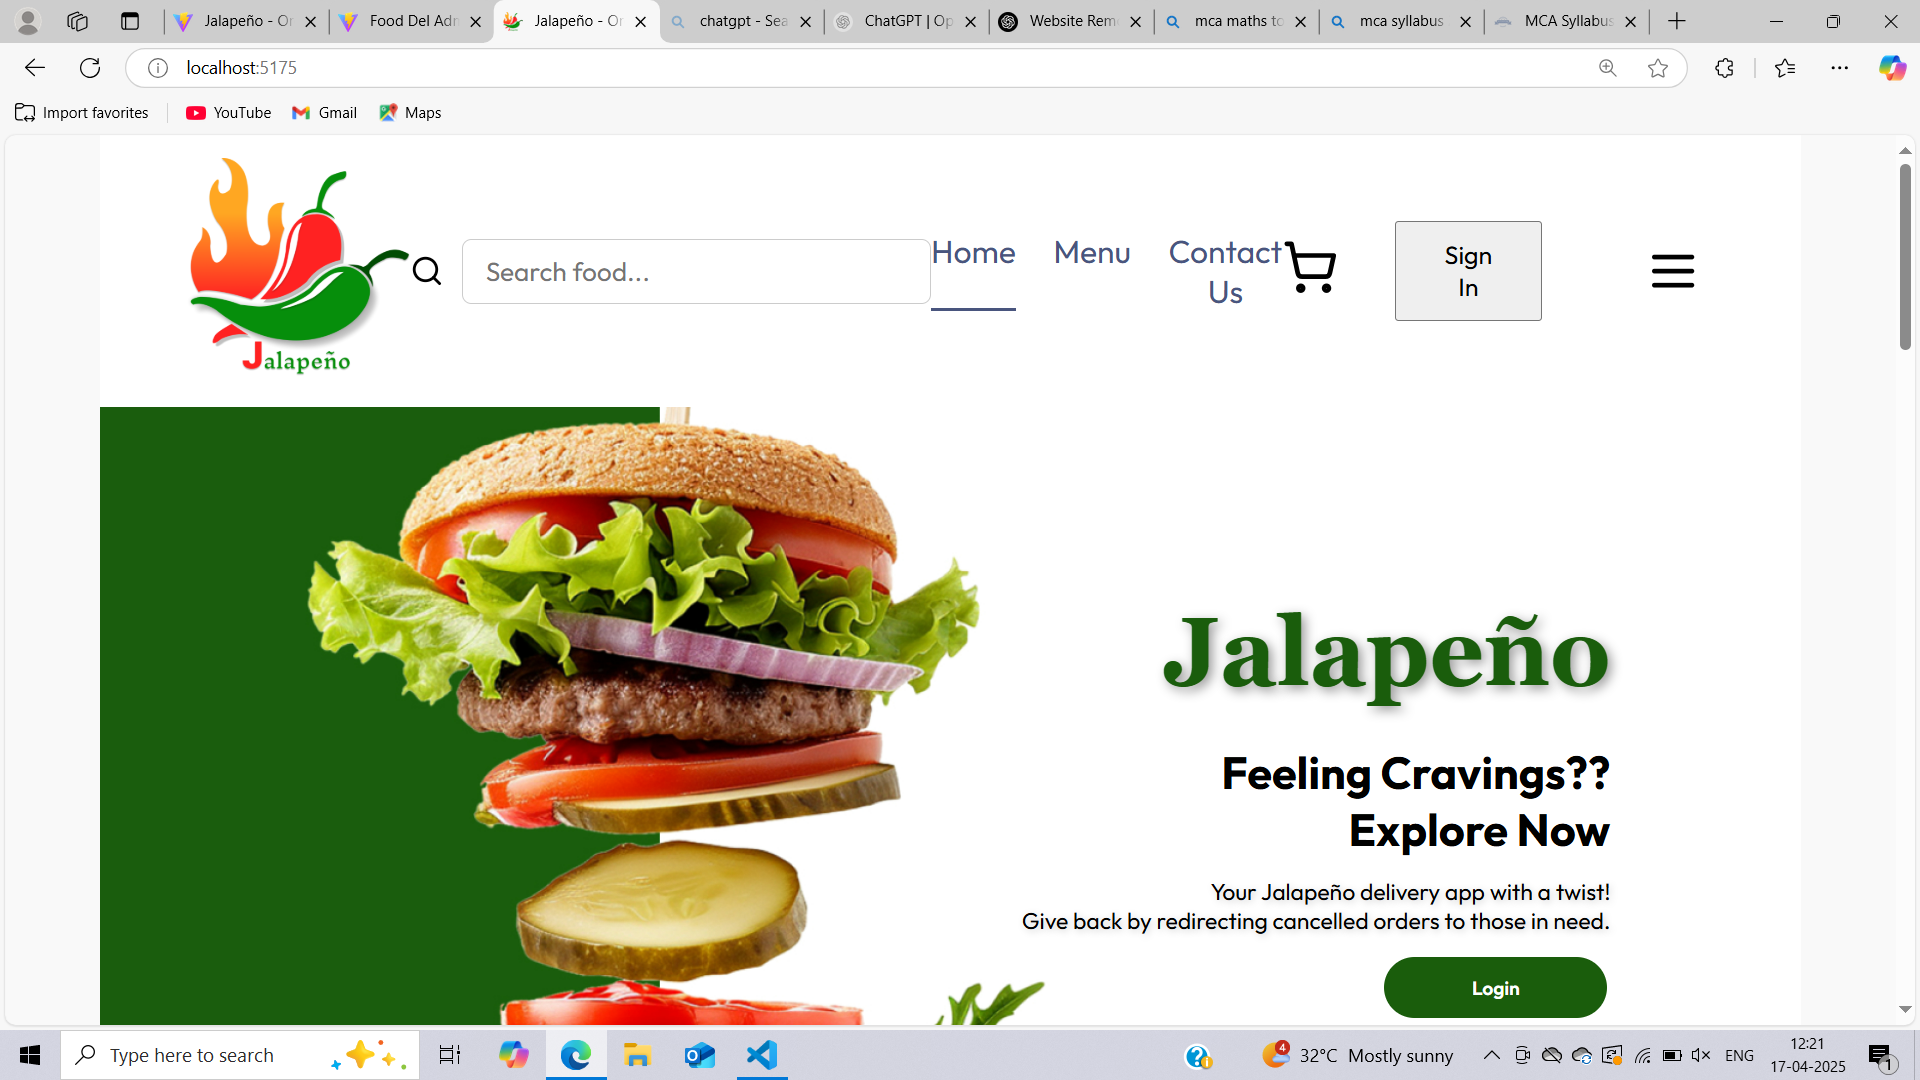 Jalapeño - Or
Food Del Adr
Jalapeño - Or
chatgpt - Sea
ChatGPT | Op
Website Rem
mca maths to
mca syllabus
MCA Syllabus
localhost:5175
Import favorites
YouTube
Gmail
Maps
Jalapeño
Search food...
Home
Menu
Contact
Us
Sign
In
Jalapeño
Feeling Cravings??
Explore Now
Your Jalapeño delivery app with a twist!
Give back by redirecting cancelled orders to those in need.
Login
Type here to search
4
32°C Mostly sunny
ENG
12:21
17-04-2025
1